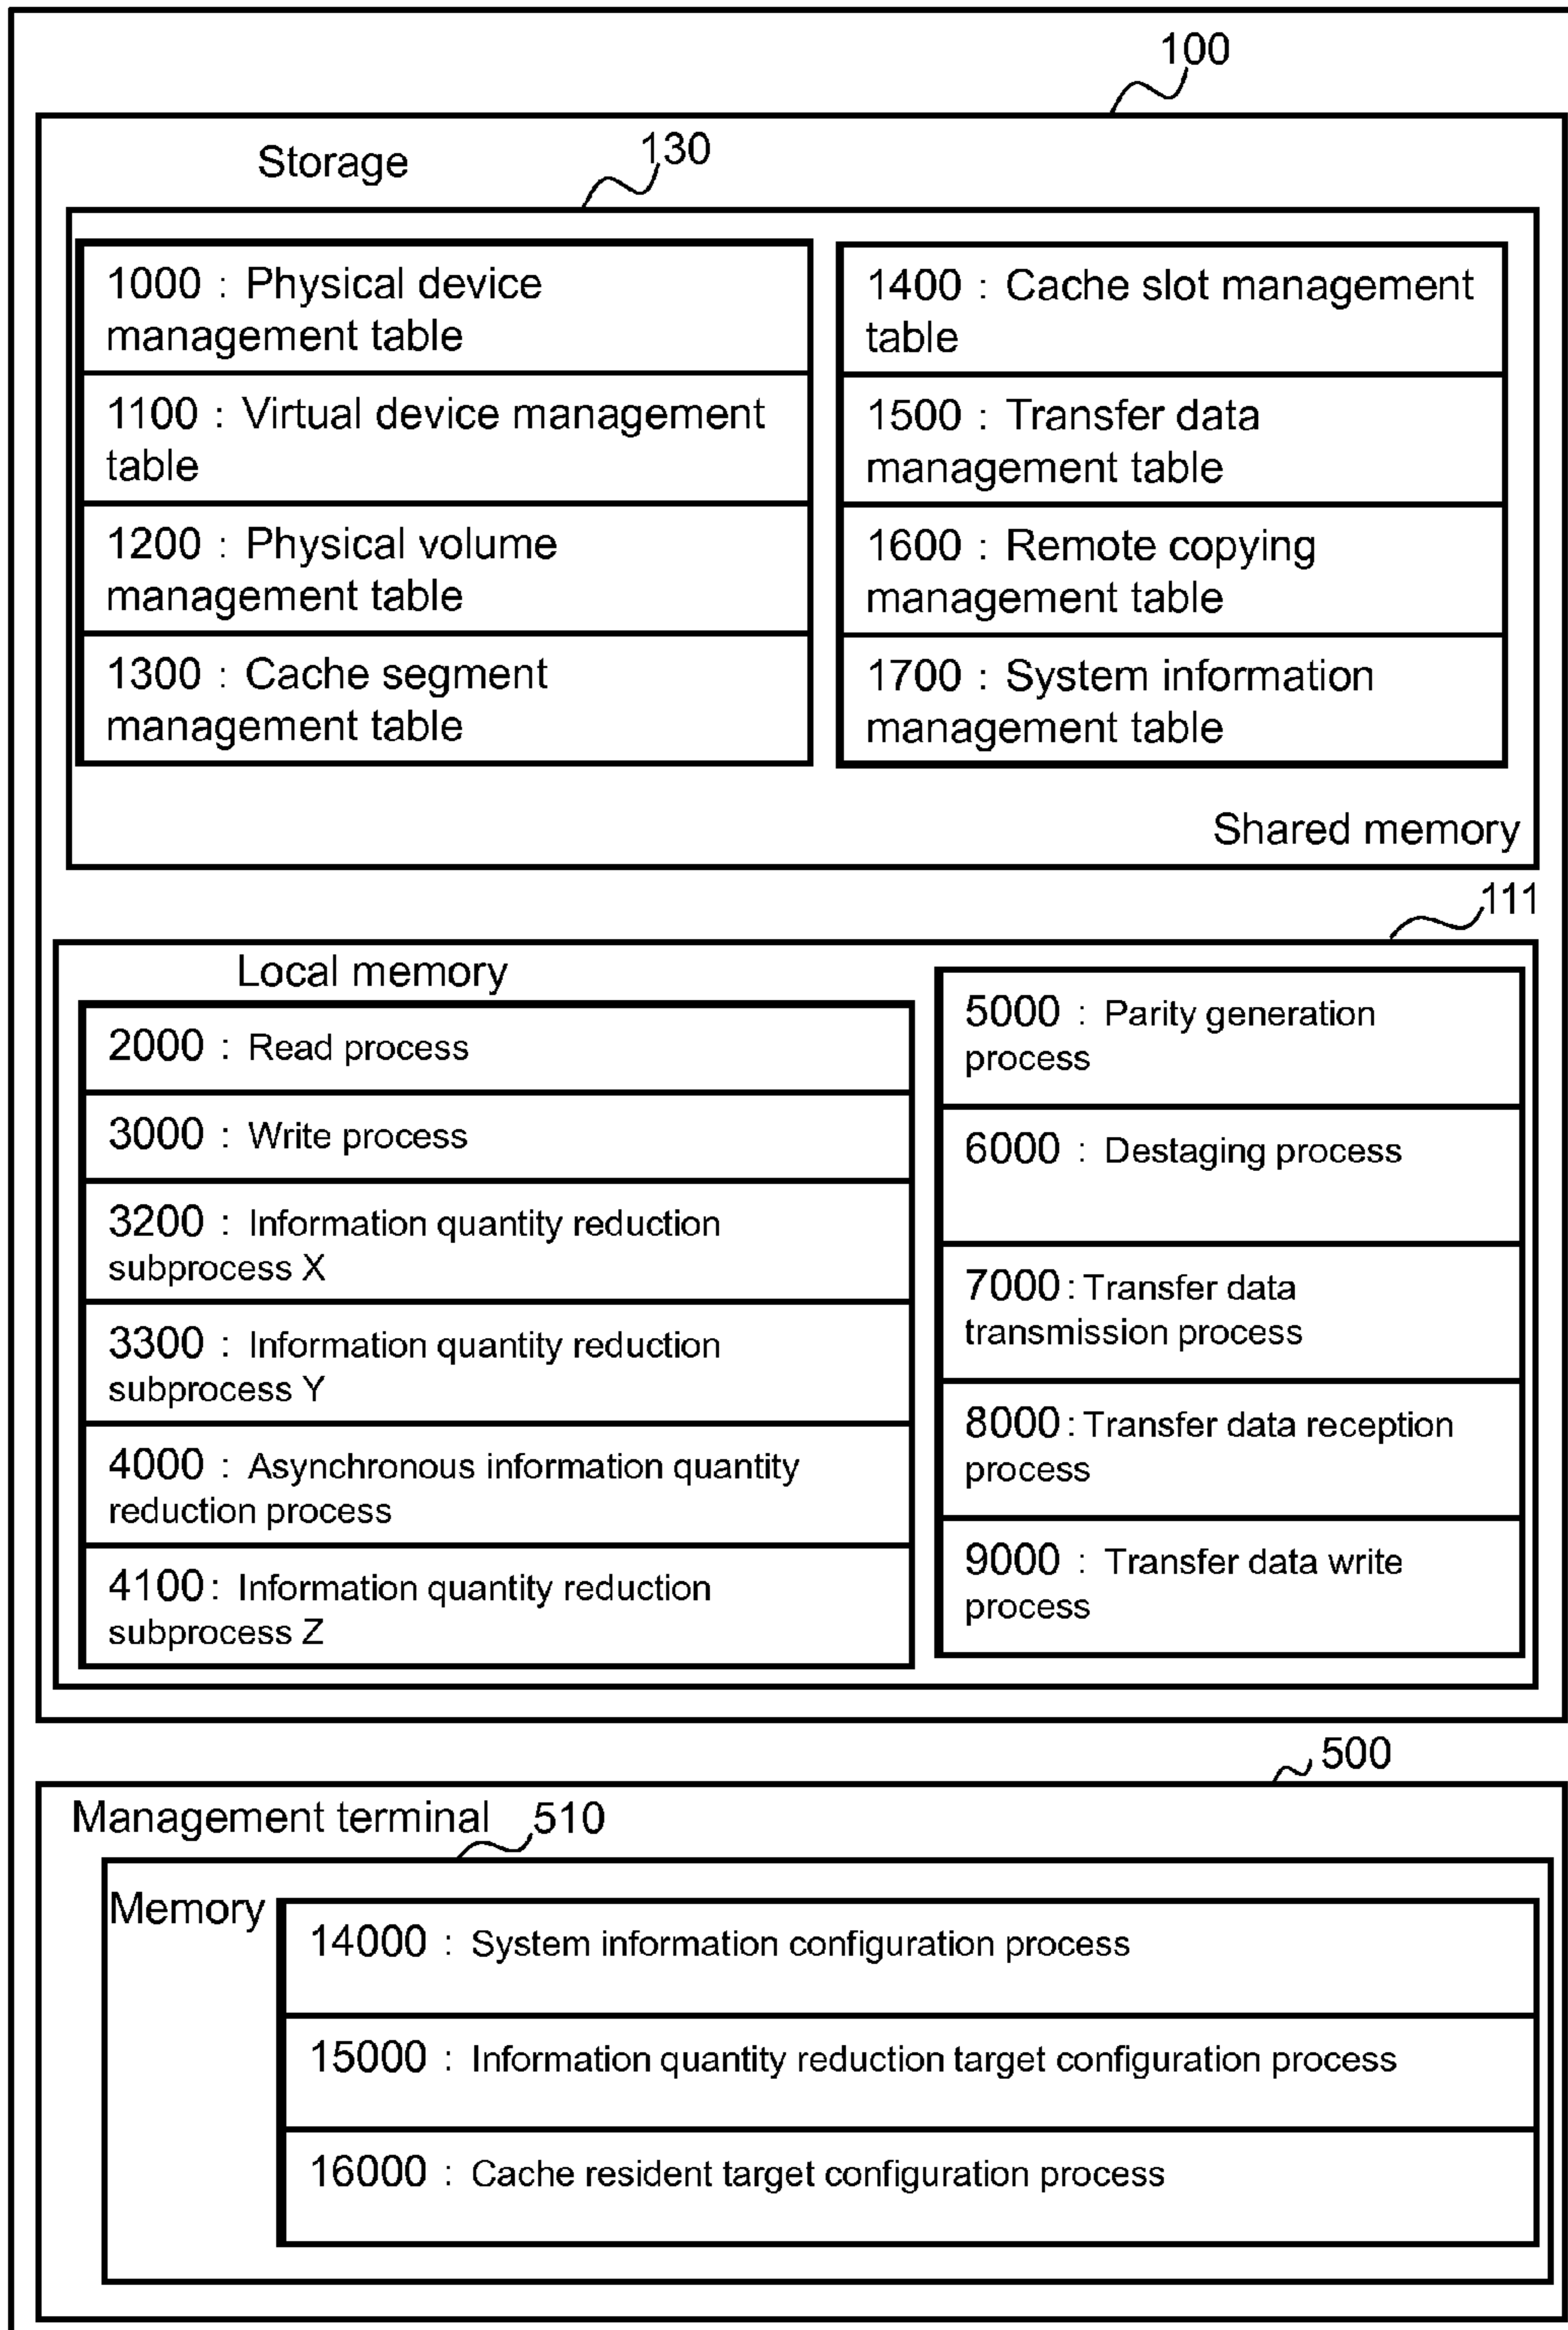 100
Storage
130
1000 : Physical device
management table
1100 : Virtual device management
table
1200 : Physical volume
management table
1300 : Cache segment
management table
1400 : Cache slot management
table
1500 : Transfer data
management table
1600 : Remote copying
management table
1700 : System information
management table
Shared memory
111
Local memory
2000 : Read process
3000 : Write process
3200 : Information quantity reduction
subprocess X
3300 : Information quantity reduction
subprocess Y
4000 : Asynchronous information quantity
reduction process
4100 : Information quantity reduction
subprocess Z
5000 : Parity generation
process
6000 : Destaging process
7000 : Transfer data
transmission process
8000 : Transfer data reception
process
9000 : Transfer data write
process
500
Management terminal
510
Memory
14000 : System information configuration process
15000 : Information quantity reduction target configuration process
16000 : Cache resident target configuration process